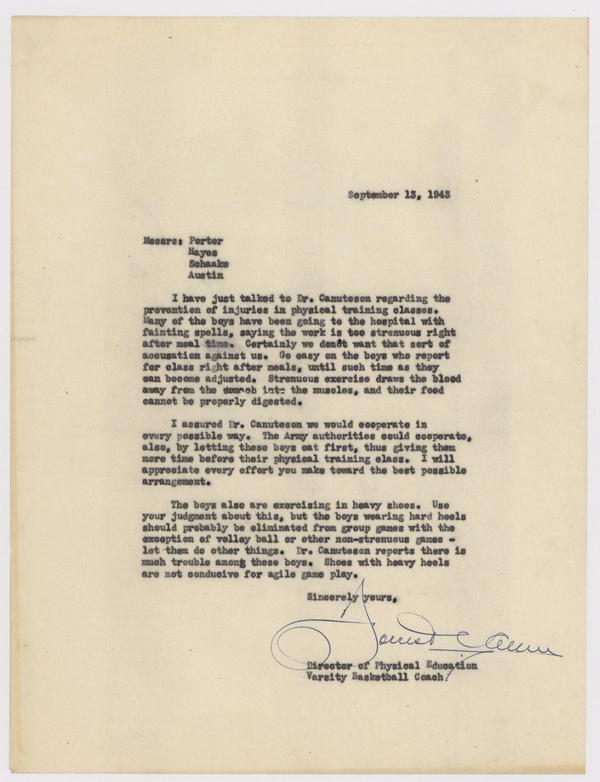 September 13, 1943
Messrs: Porter
Hayes
Schaake
Austin
I have just talked to Dr. Canuteson regarding the
prevention of injuries in physical training classes.
Many of the boys have been going to the hospital with
fainting spells, saying the work is too strenuous right
after meal time. Certainly we don't want that sort of
accusation against us. Go easy on the boys who report
for class right after meals, until such time as they
can become adjusted. Strenuous exercise draws the blood
away from the into the muscles, and their food
cannot be properly digested.
I assured Dr. Canuteson we would cooperate in
every possible way. The Army authorities could cooperate,
also, by letting these boys eat first, thus giving them
more time before their physical training class. I will
appreciate every effort you make toward the best possible
arrangement.
The boys also are exercising in heavy shoes. Use
your judgment about this, but the boys wearing hard heels
should probably be eliminated from group games with the
exception of volley ball or other non-strenuous games -
let them do other things. Dr. Canuteson reports there is
much trouble among these boys. Shoes with heavy heels
are not conducive for agile game play.
Sincerely yours,
Forrest C Allen
Director of Physical Education
Varsity Basketball Coach